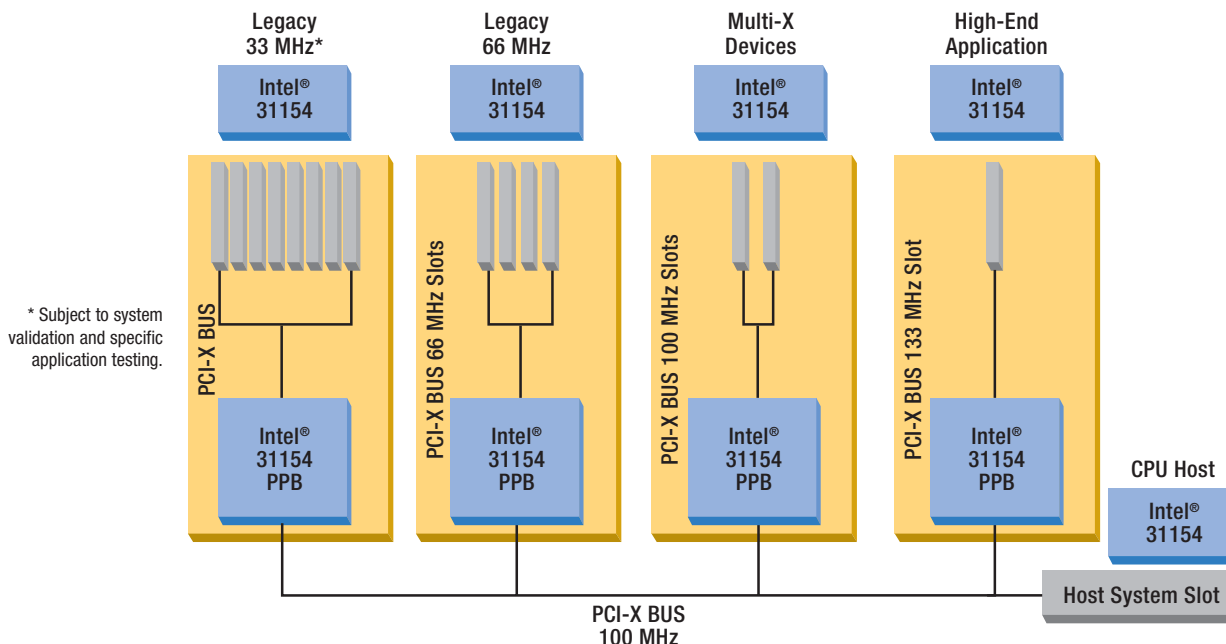 Legacy
33 MHz*
Legacy
66 MHz
Multi-X
Devices
High-End
Application
Intel®
31154
Intel®
31154
Intel®
31154
Intel®
31154
* Subject to system
validation and specific
application testing.
PCI-X BUS
PCI-X BUS 66 MHz Slots
PCI-X BUS 100 MHz Slots
PCI-X BUS 133 MHz Slot
Intel®
31154
PPB
Intel®
31154
PPB
Intel®
31154
PPB
Intel®
31154
PPB
CPU Host
Intel®
31154
Host System Slot
PCI-X BUS
100 MHz